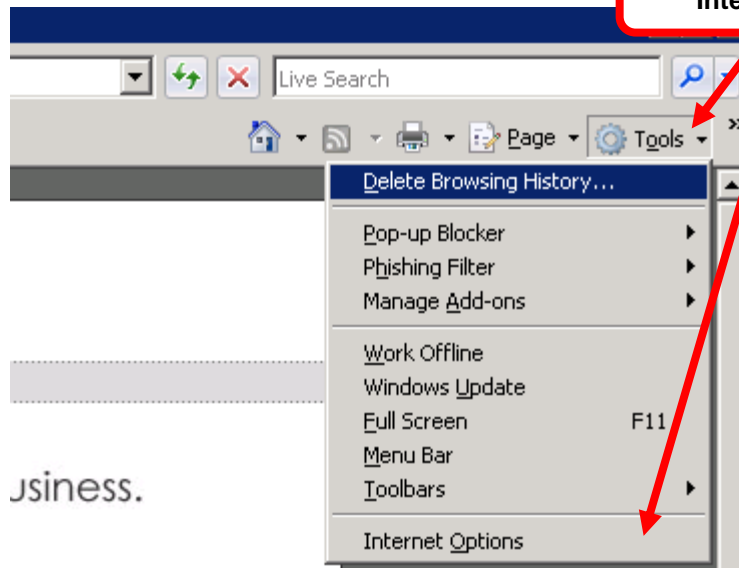 Live Search
Page Tools »
Delete Browsing History...
Pop-up Blocker
Phishing Filter
Manage Add-ons
Work Offline
Windows Update
Full Screen F11
Menu Bar
Toolbars
Internet Options